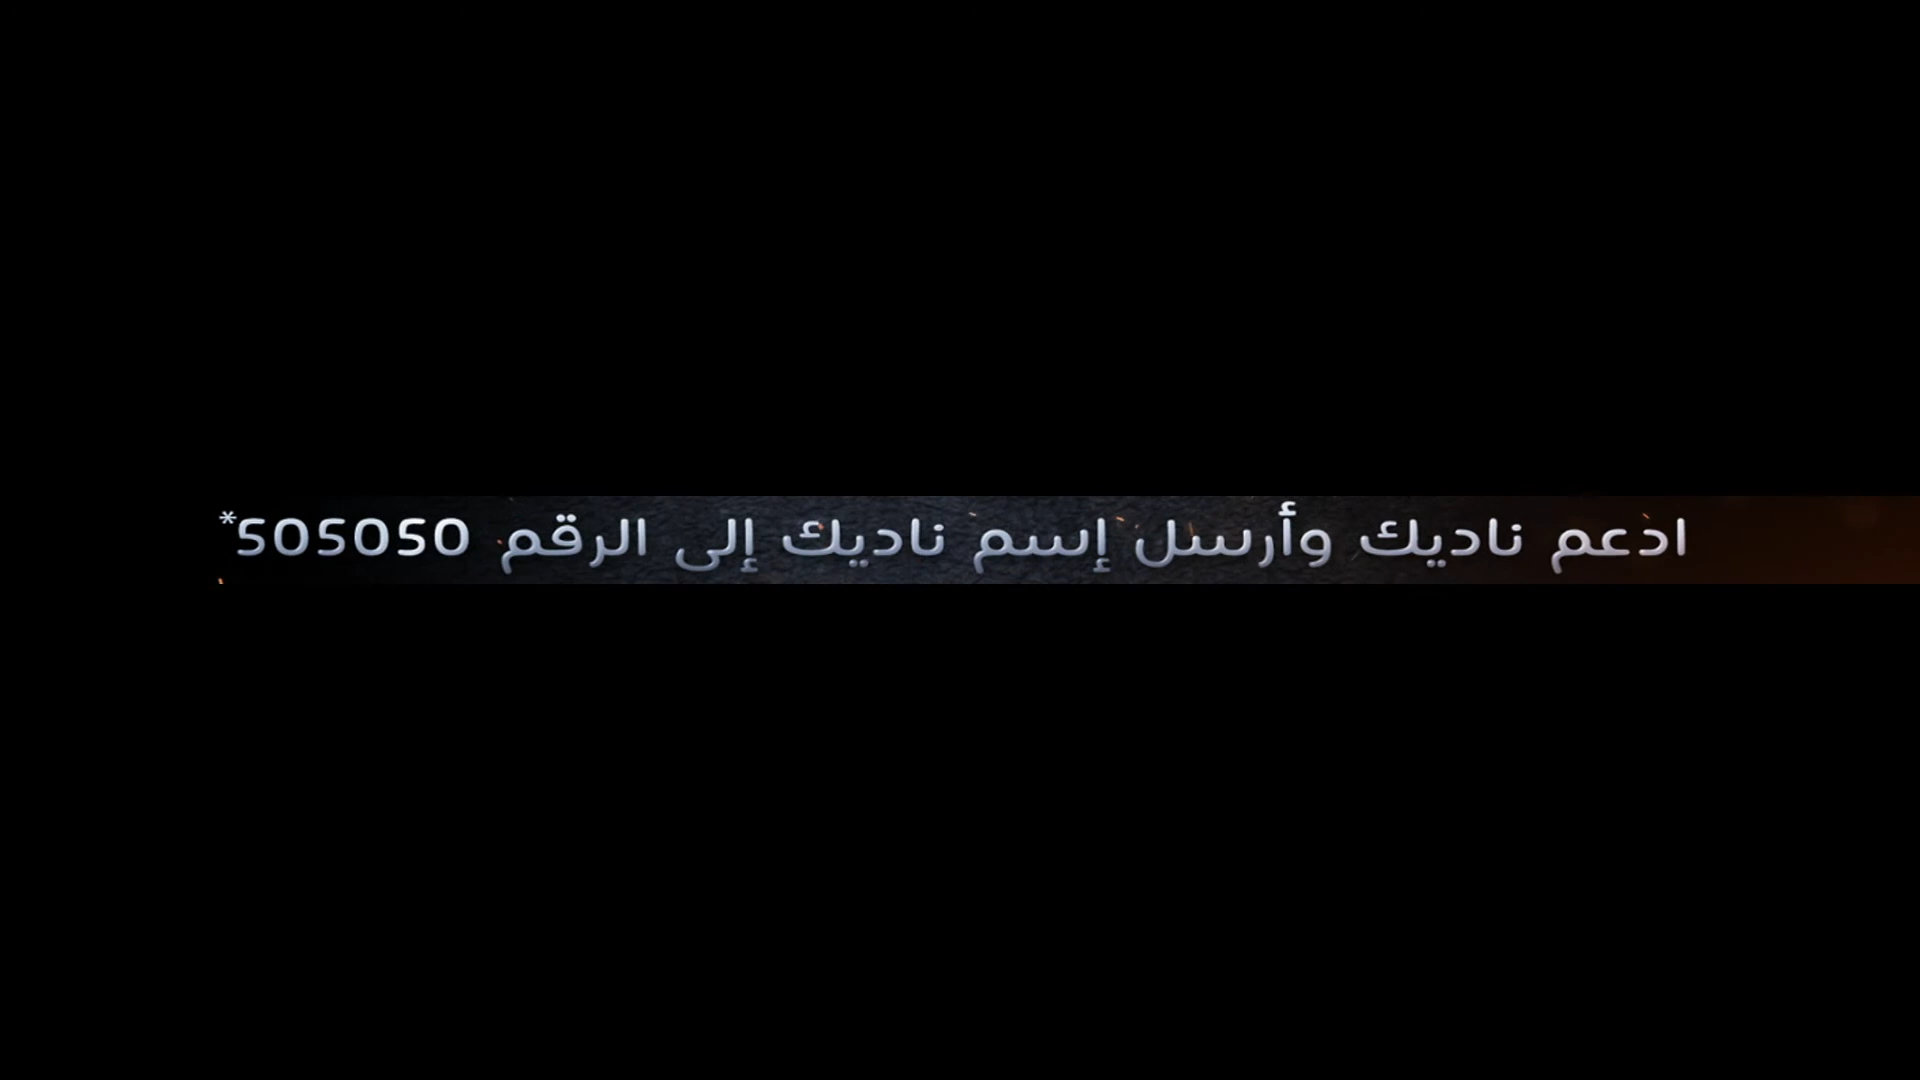 ادعم ناديك وأرسل إسم ناديك إلى الرقم 505050*